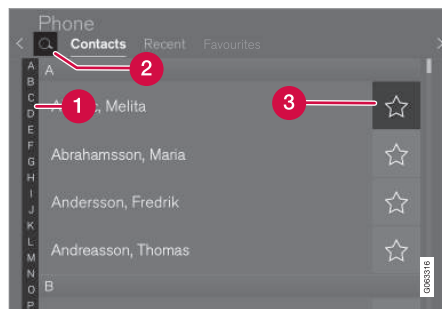 Phone
Contacts Recent Favourites
2
A
B
C
D
E
F
G
H
I
J
K
L
M
N
O
P
A
1
, Melita
3
Abrahamsson, Maria
Andersson, Fredrik
Andreasson, Thomas
B
G063316